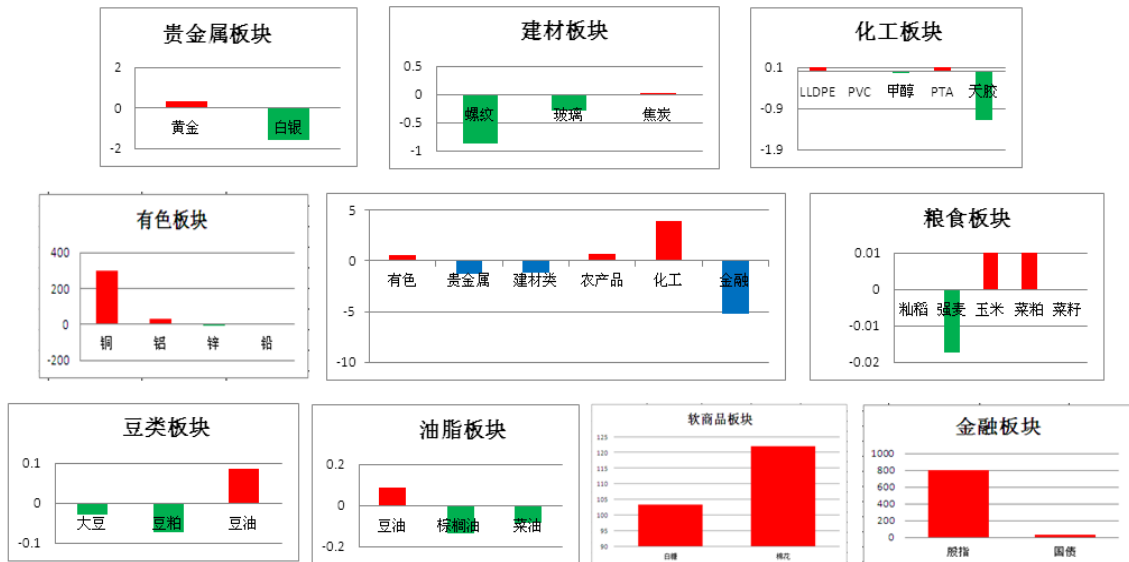 贵金属板块
2
0
-2
黄金
白银
建材板块
0.5
0
-0.5
-1
螺纹
玻璃
焦炭
化工板块
0.1
-0.9
-1.9
LLDPE
PVC
甲醇
PTA
天胶
有色板块
400
200
0
-200
铜
铝
锌
铅
5
0
-5
-10
有色
贵金属
建材类
农产品
化工
金融
粮食板块
0.01
0
-0.01
-0.02
籼稻
强麦
玉米
菜粕
菜籽
豆类板块
0.1
0
-0.1
大豆
豆粕
豆油
油脂板块
0.2
0
-0.2
豆油
棕榈油
菜油
软商品板块
125
120
115
110
105
100
95
90
白糖
棉花
金融板块
1000
800
600
400
200
0
股指
国债